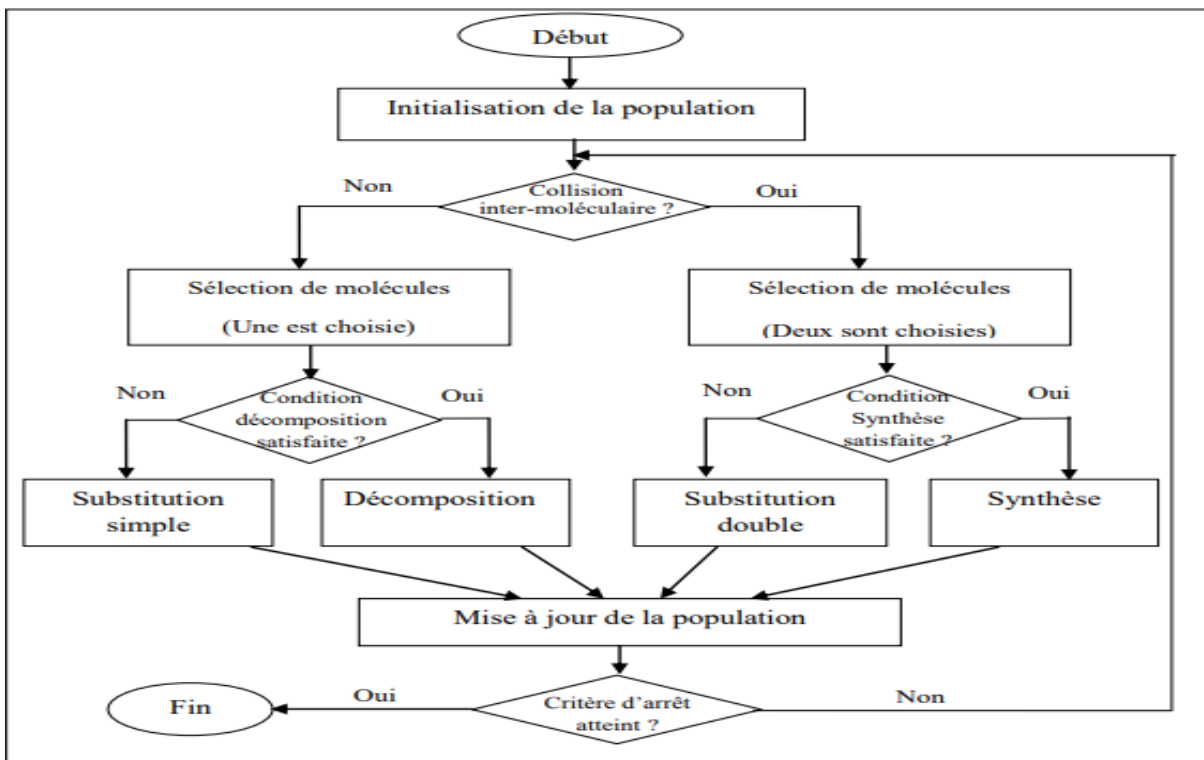 Début
Initialisation de la population
Non
Collision
inter-moléculaire ?
Oui
Sélection de molécules
(Une est choisie)
Sélection de molécules
(Deux sont choisies)
Non
Condition
décomposition
satisfaite ?
Oui
Non
Condition
Synthèse
satisfaite ?
Oui
Substitution
simple
Décomposition
Substitution
double
Synthèse
Mise à jour de la population
Fin
Oui
Critère d'arrêt
atteint ?
Non